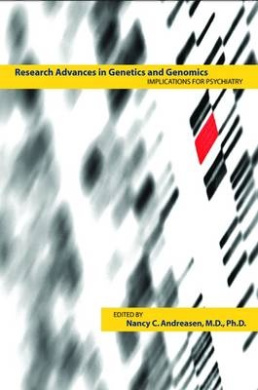 Research Advances in Genetics and Genomics
IMPLICATIONS FOR PSYCHIATRY
EDITED BY
Nancy C. Andreasen, M.D., Ph.D.